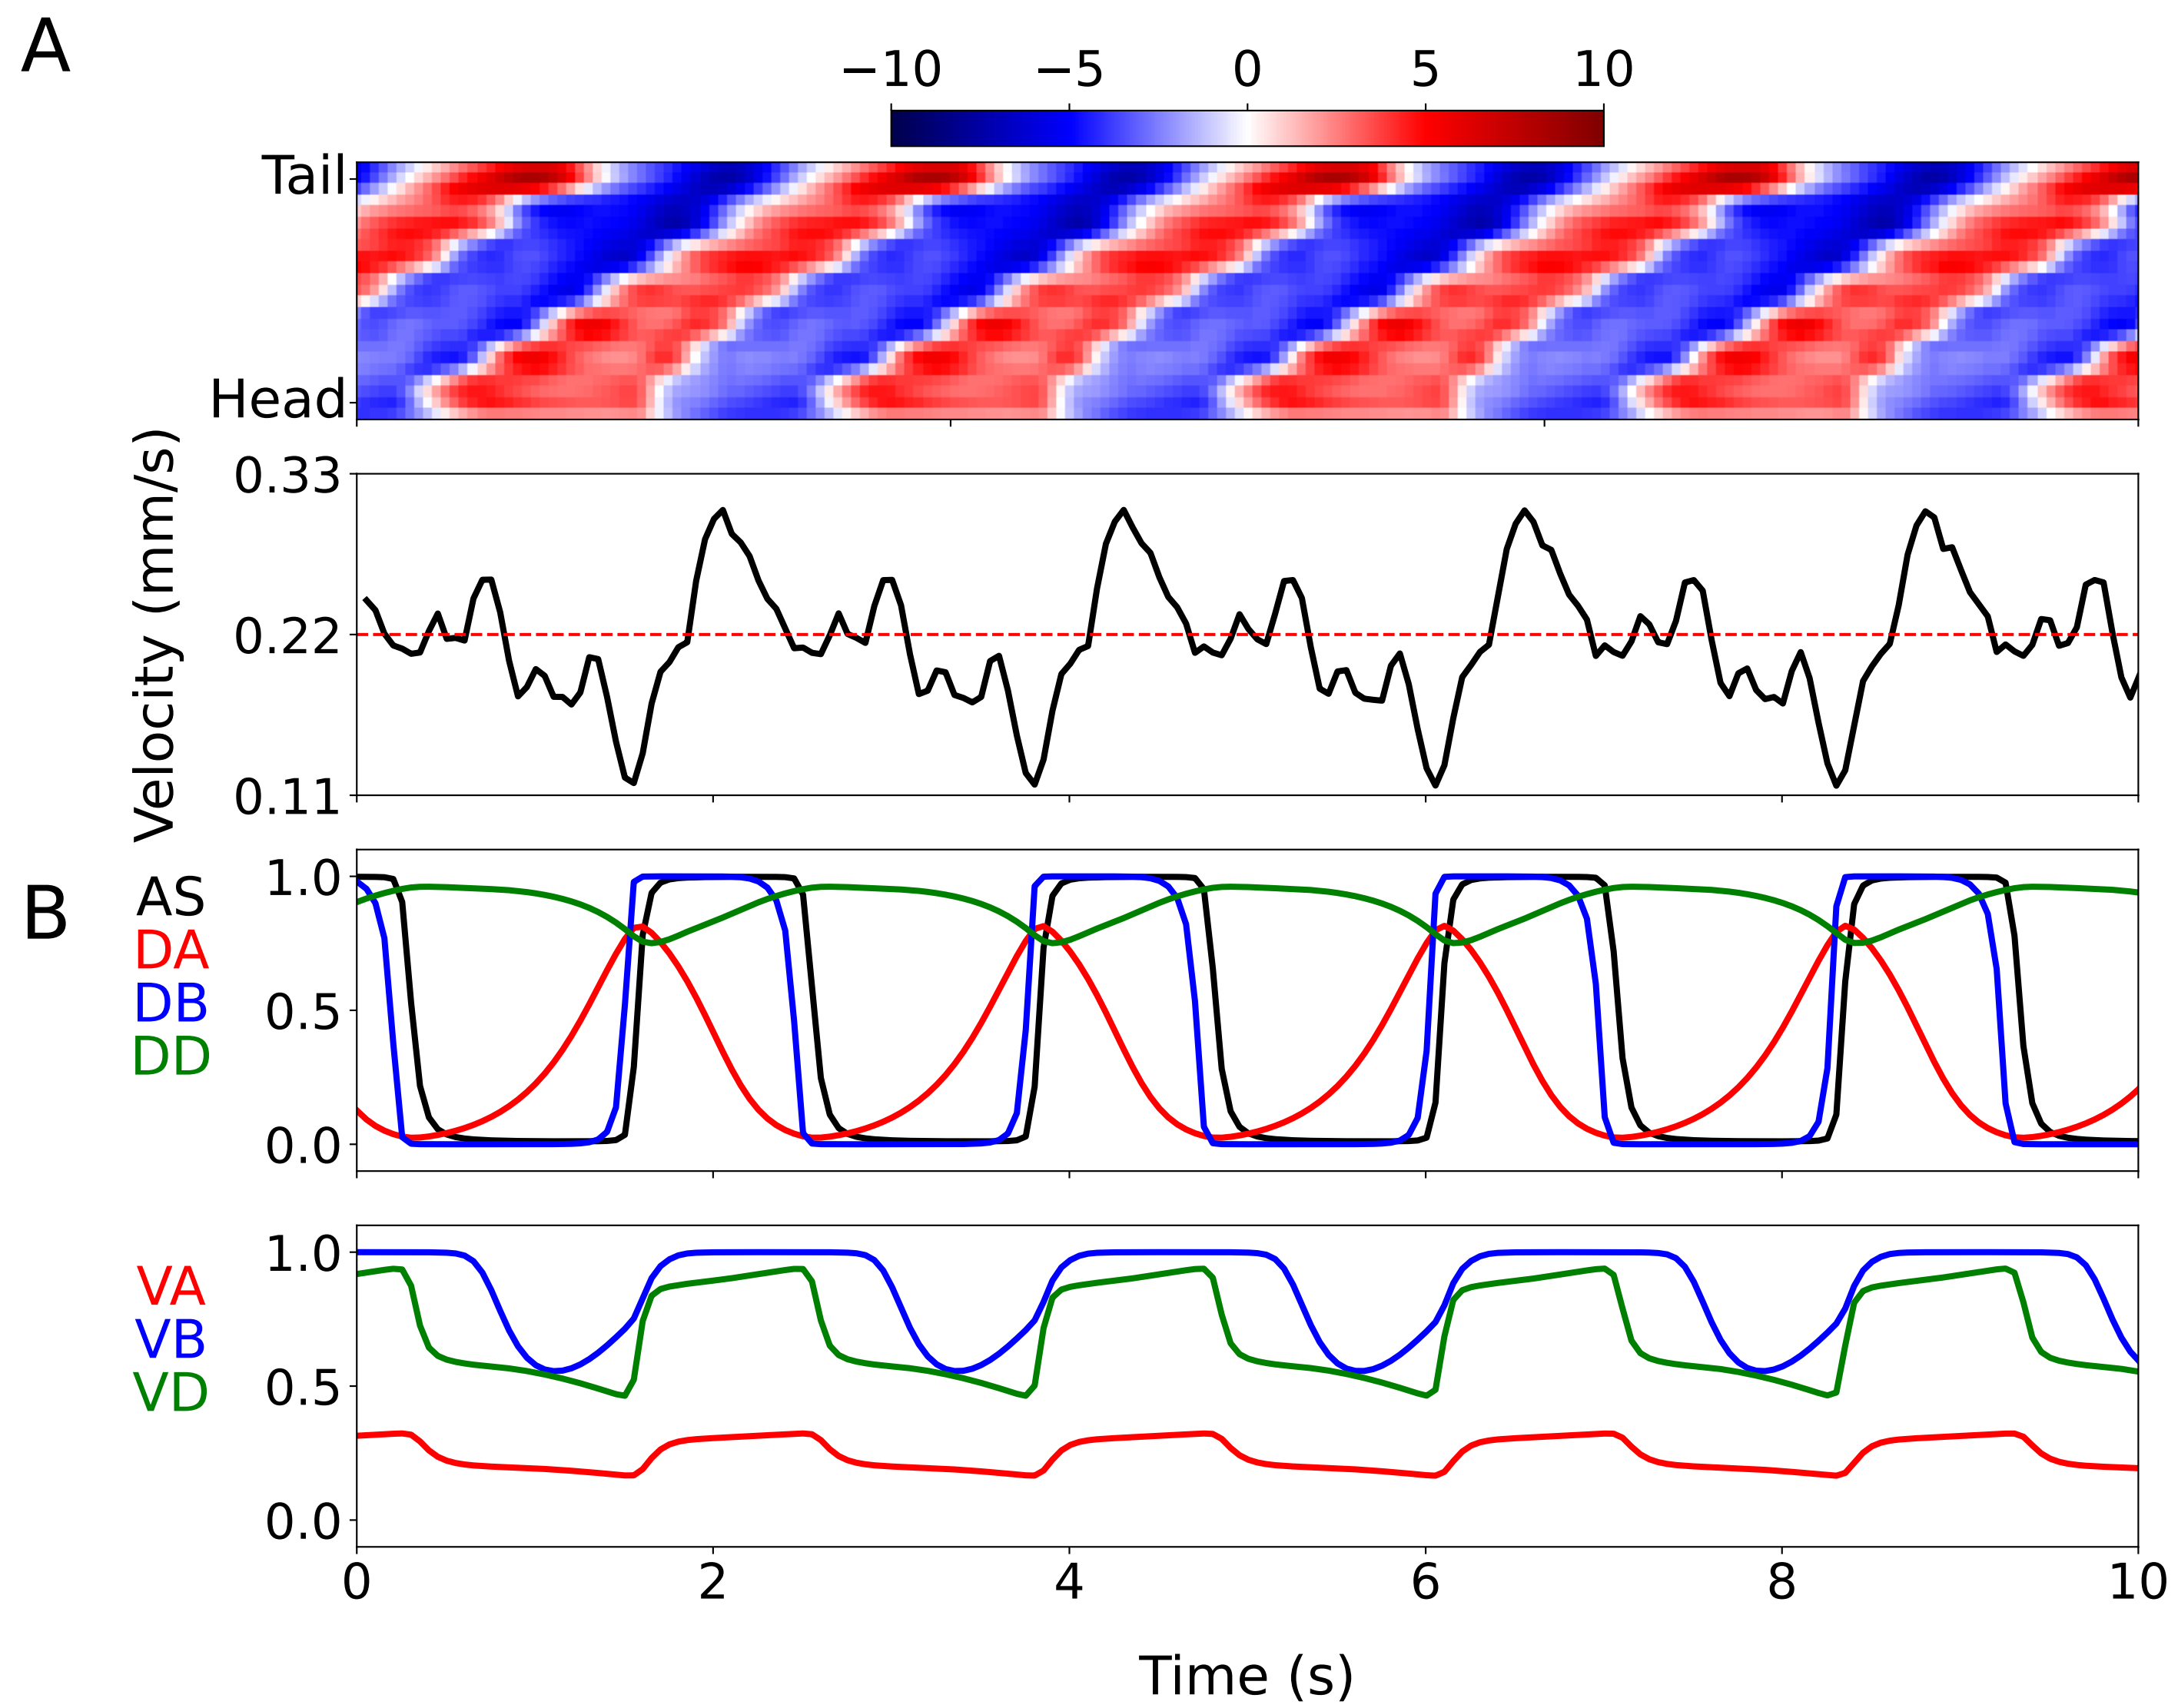 A
−10 −5 0 5 10
Tail
Head
Velocity (mm/s)
0.33
0.22
0.11
B
AS
DA
DB
DD
1.0
0.5
0.0
VA
VB
VD
1.0
0.5
0.0
0 2 4 6 8 10
Time (s)